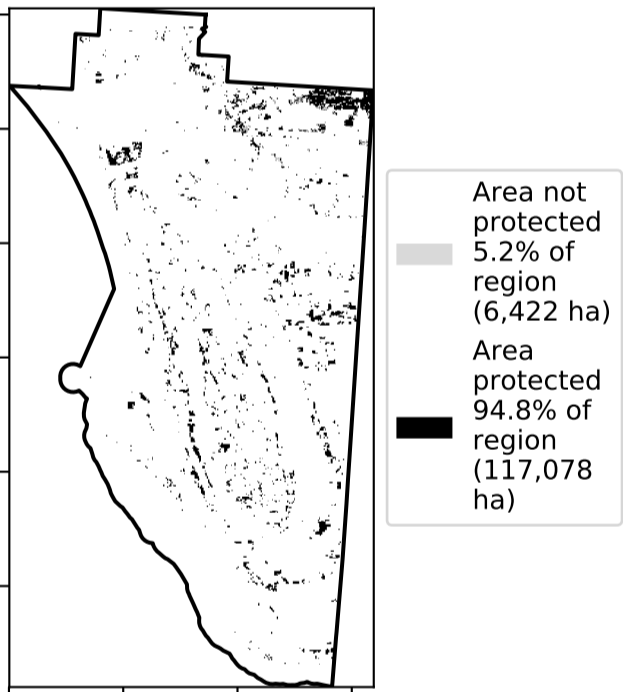 Area not
protected
5.2% of
region
(6,422 ha)
Area
protected
94.8% of
region
(117,078
ha)